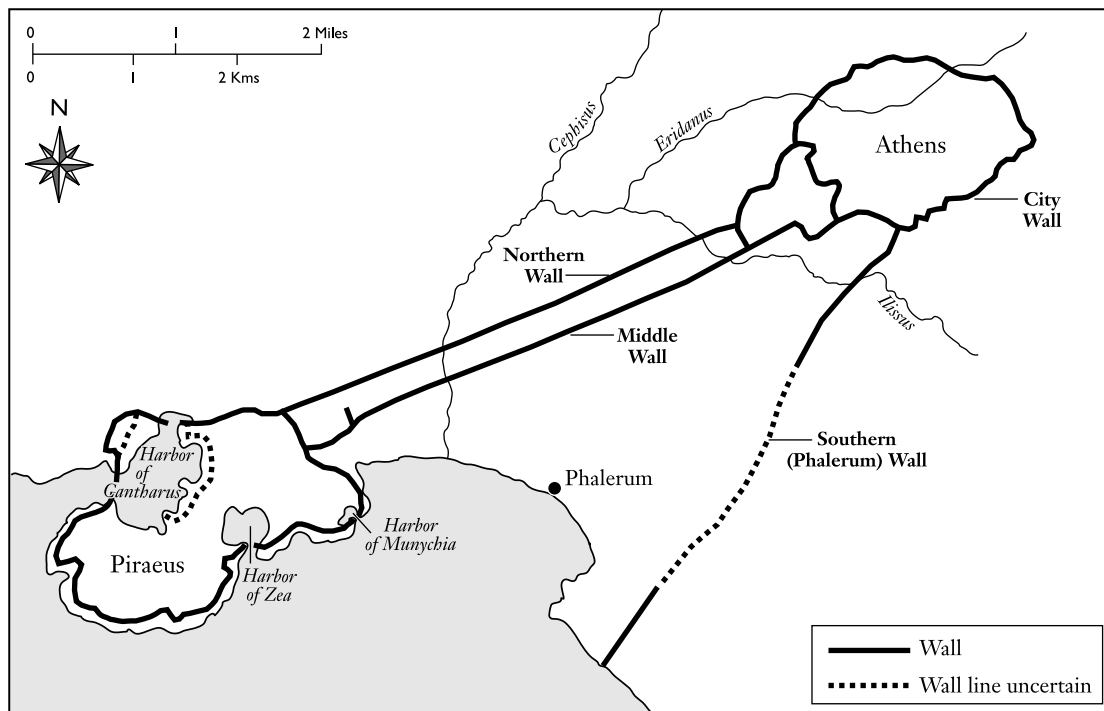 0 1 2 Miles
0 1 2 Kms
N
Cephisus
Eridanus
Athens
City
Wall
Northern
Wall
Ilissus
Middle
Wall
Southern
(Phalerum) Wall
Harbor
of
Cantharus
Phalerum
Harbor
of Munychia
Piraeus
Harbor
of Zea
Wall
Wall line uncertain